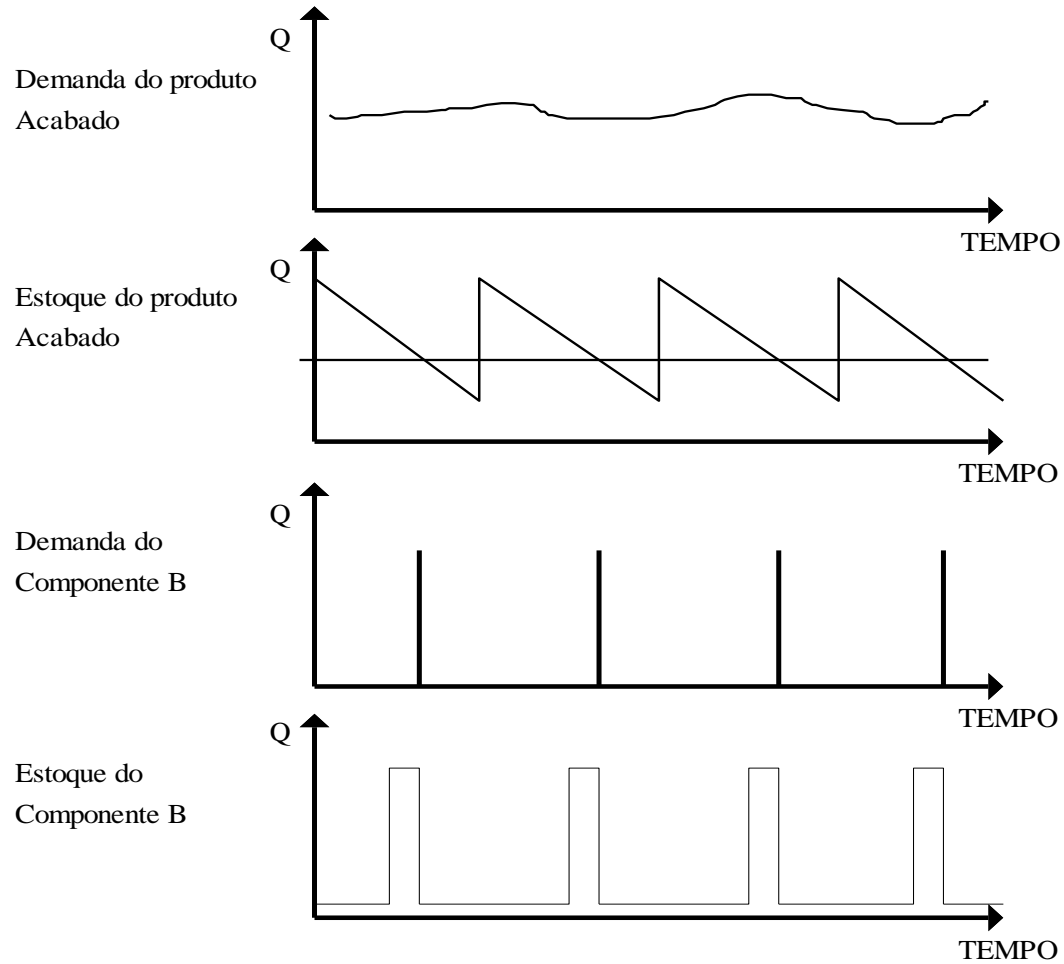 Q
Demanda do produto
Acabado
TEMPO
Q
Estoque do produto
Acabado
TEMPO
Q
Demanda do
Componente B
TEMPO
Q
Estoque do
Componente B
TEMPO